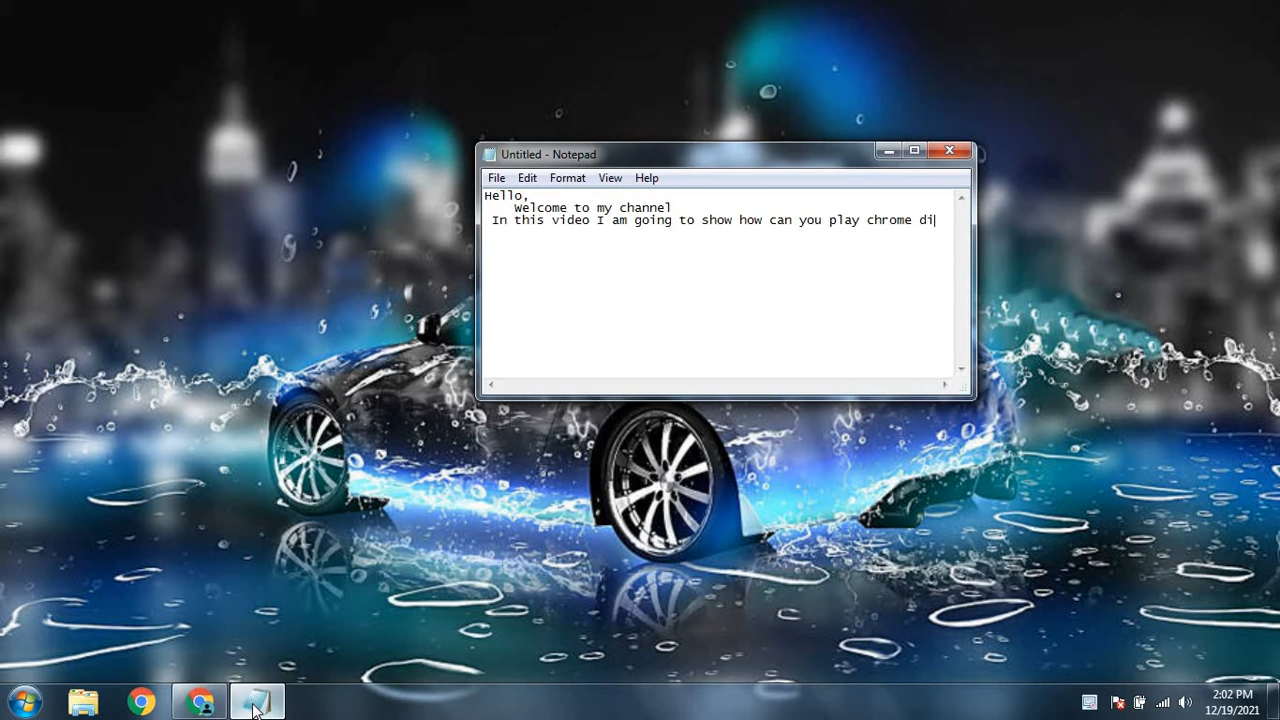 Untitled - Notepad
File Edit Format View Help
Hello,
welcome to my channel
In this video I am going to show how can you play chrome di
2:02 PM
12/19/2021